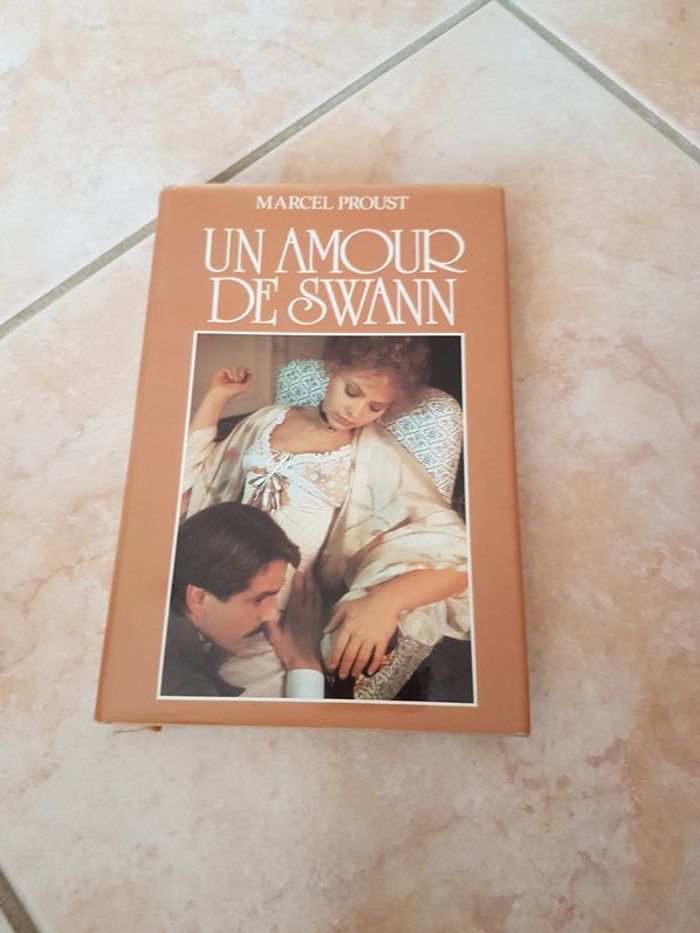 MARCEL PROUST
UN AMOUR
DE SWANN